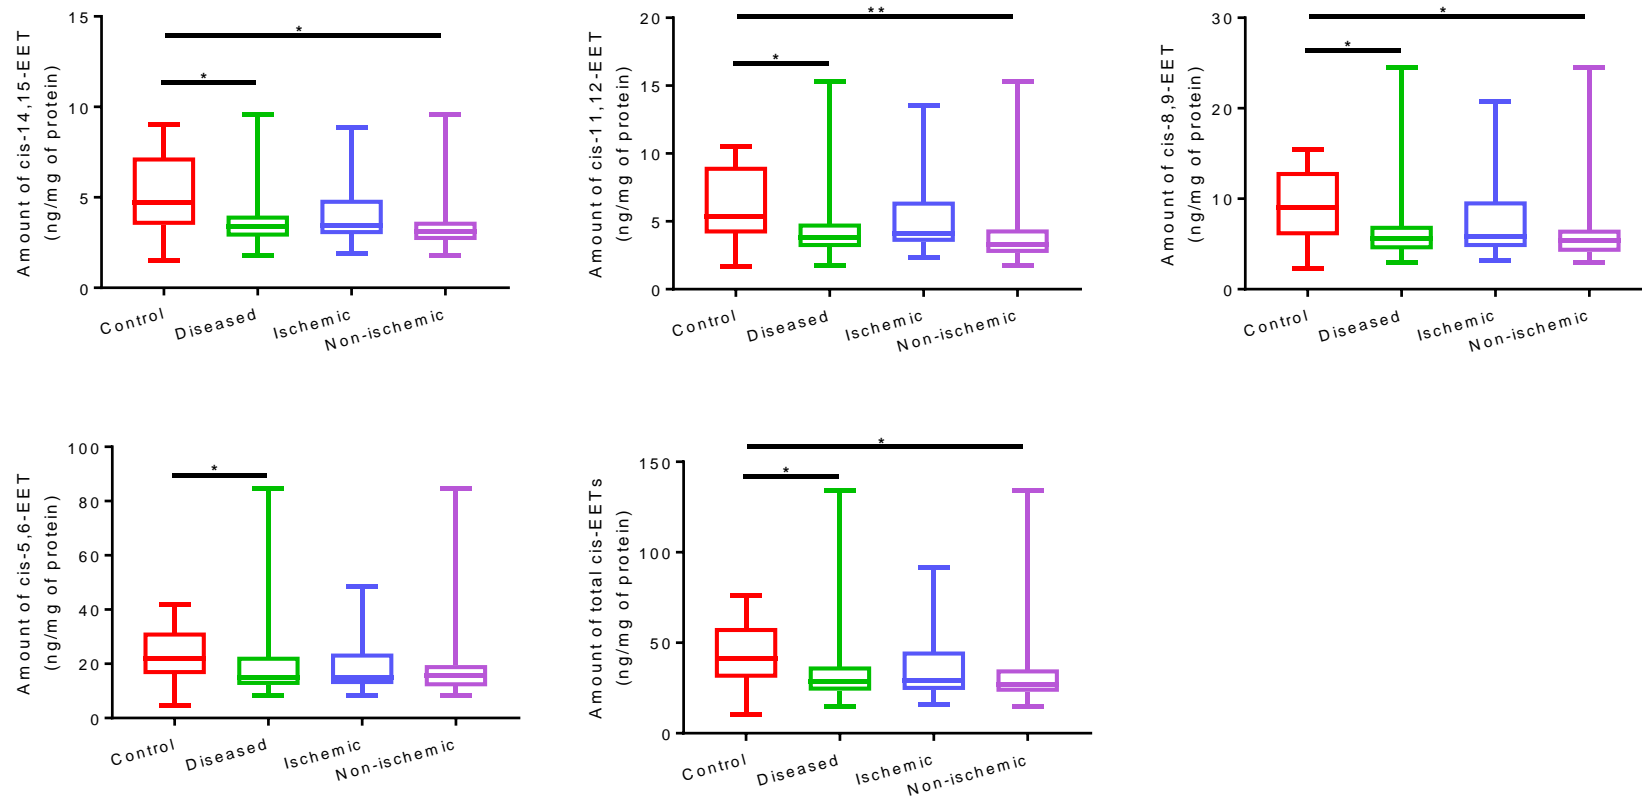 Amount of cis-14,15-EET
(ng/mg of protein)
15
10
5
0
*
*
Control
Diseased
Ischemic
Non-ischemic
Amount of cis-11,12-EET
(ng/mg of protein)
20
15
10
5
0
**
*
Control
Diseased
Ischemic
Non-ischemic
Amount of cis-8,9-EET
(ng/mg of protein)
30
20
10
0
*
*
Control
Diseased
Ischemic
Non-ischemic
Amount of cis-5,6-EET
(ng/mg of protein)
100
80
60
40
20
0
*
Control
Diseased
Ischemic
Non-ischemic
Amount of total cis-EETs
(ng/mg of protein)
150
100
50
0
*
*
Control
Diseased
Ischemic
Non-ischemic